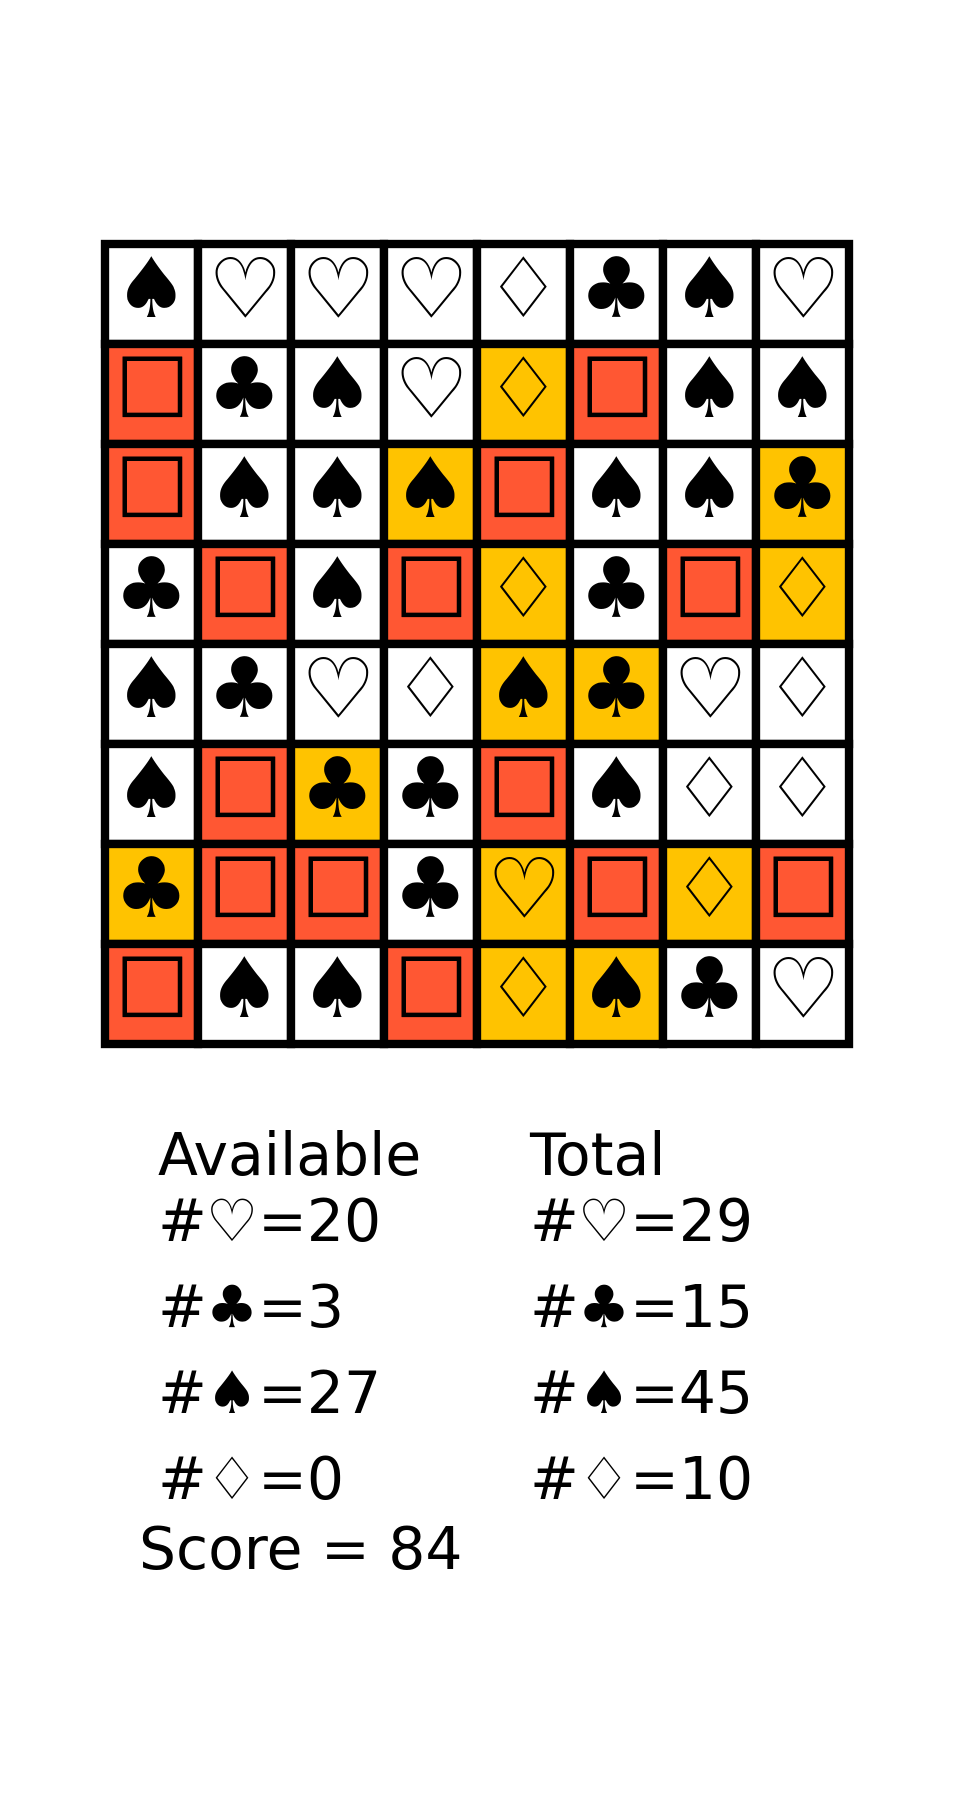 ♠ ♡ ♡ ♡ ♢ ♣ ♠ ♡
□ ♣ ♠ ♡ ♢ □ ♠ ♠
□ ♠ ♠ ♠ □ ♠ ♠ ♣
♣ □ ♠ □ ♢ ♣ □ ♢
♠ ♣ ♡ ♢ ♠ ♣ ♡ ♢
♠ □ ♣ ♣ □ ♠ ♢ ♢
♣ □ □ ♣ ♡ □ ♢ □
□ ♠ ♠ □ ♢ ♠ ♣ ♡
Available Total
#♡=20 #♡=29
#♣=3 #♣=15
#♠=27 #♠=45
#♢=0 #♢=10
Score = 84